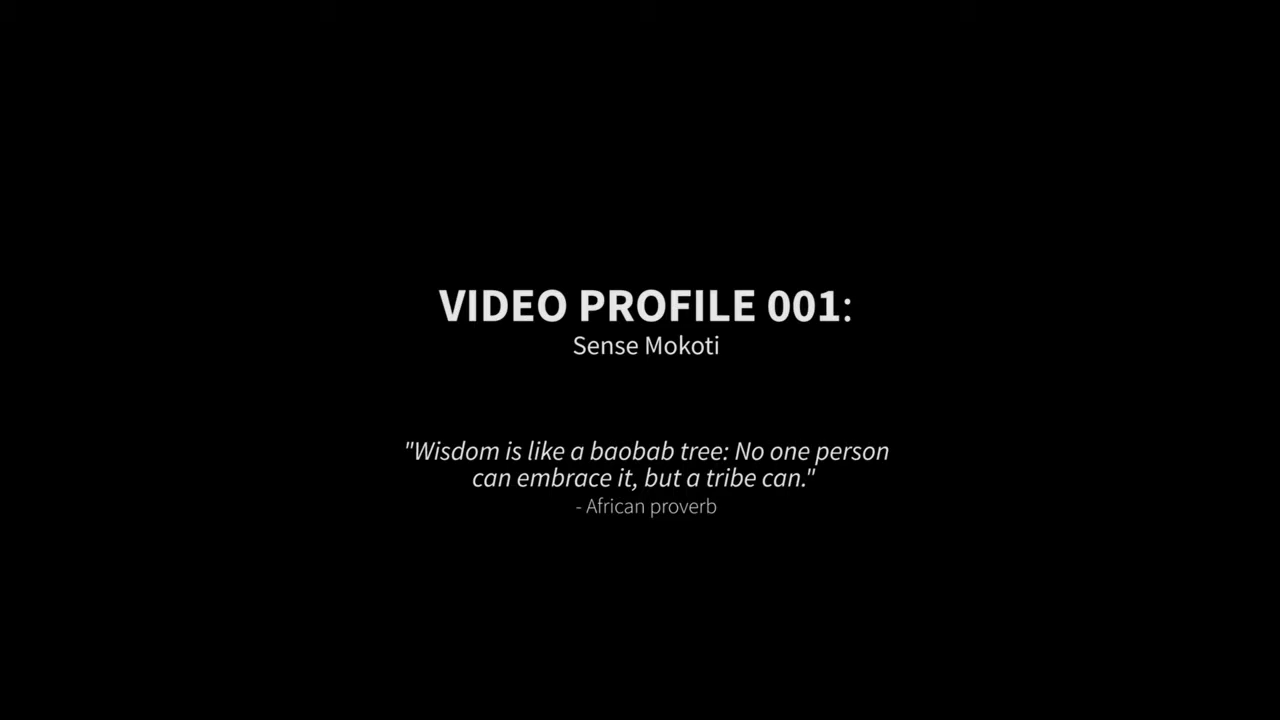 VIDEO PROFILE 001:
Sense Mokoti
"Wisdom is like a baobab tree: No one person
can embrace it, but a tribe can."
- African proverb